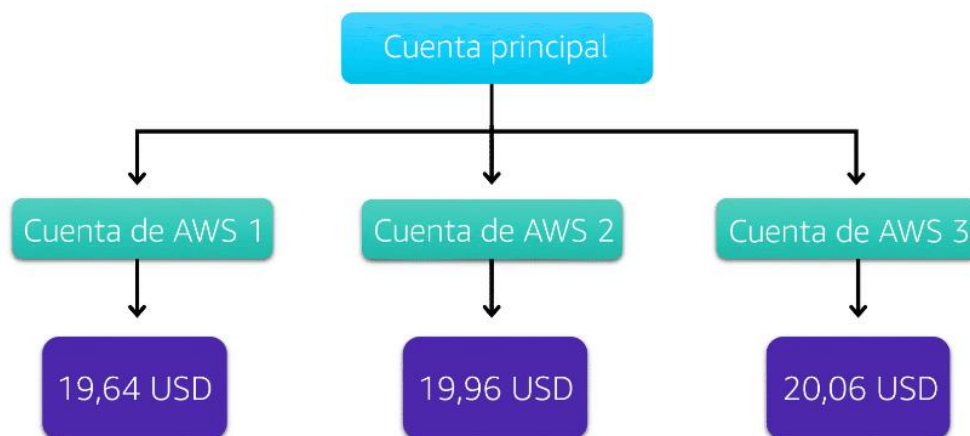 Cuenta principal
Cuenta de AWS 1
Cuenta de AWS 2
Cuenta de AWS 3
19,64 USD
19,96 USD
20,06 USD